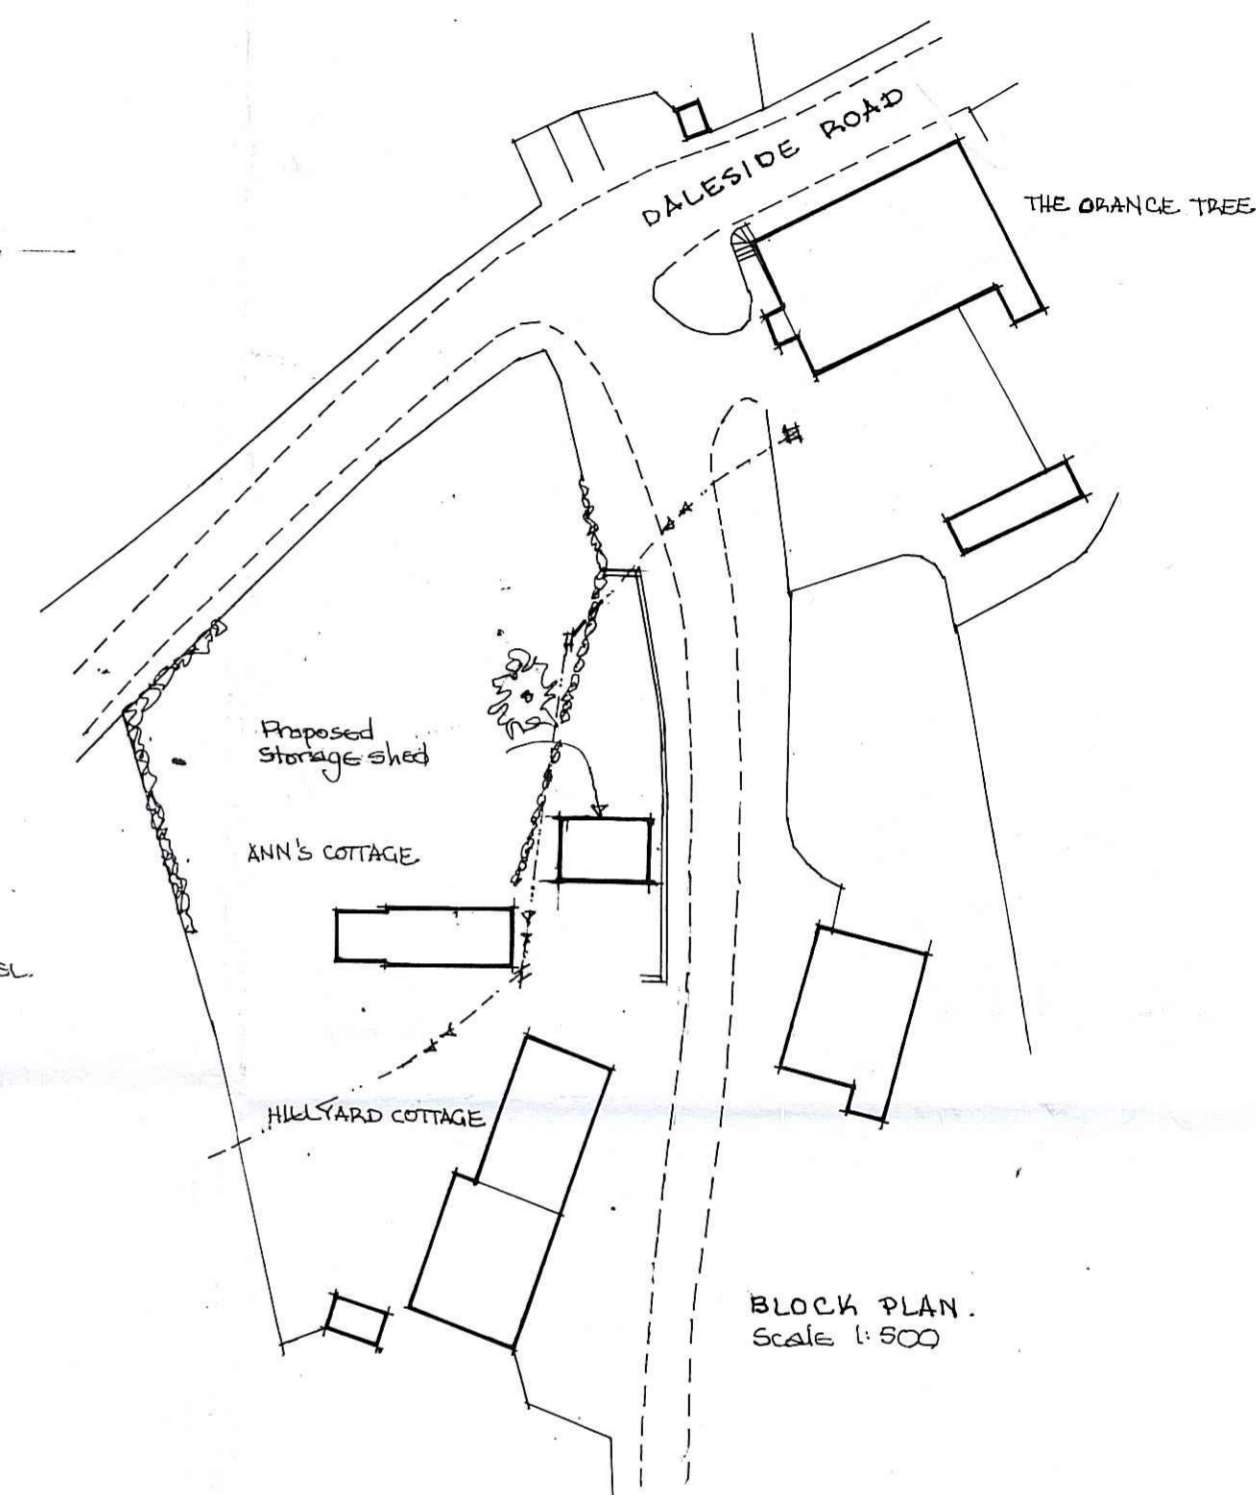 DALESIDE ROAD
THE ORANGE TREE
Proposed
Storage shed
ANN'S COTTAGE
HILLYARD COTTAGE
BLOCK PLAN.
Scale 1:500